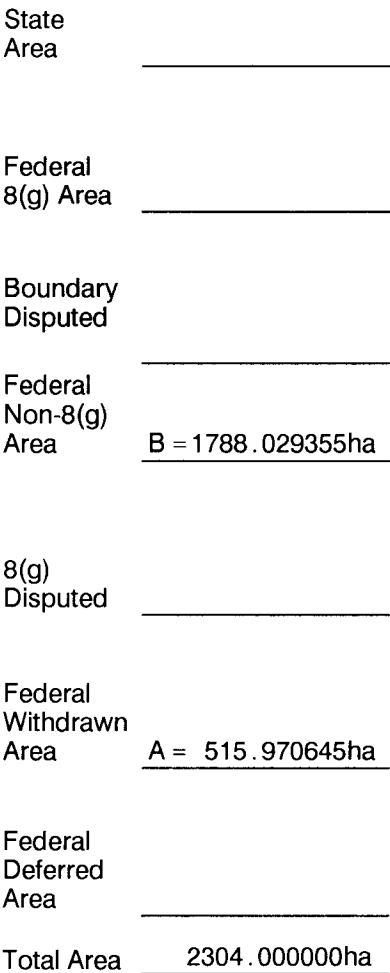 State
Area
Federal
8(g) Area
Boundary
Disputed
Federal
Non-8(g)
Area B = 1788.029355ha
8(g)
Disputed
Federal
Withdrawn
Area A = 515.970645ha
Federal
Deferred
Area
Total Area 2304.000000ha